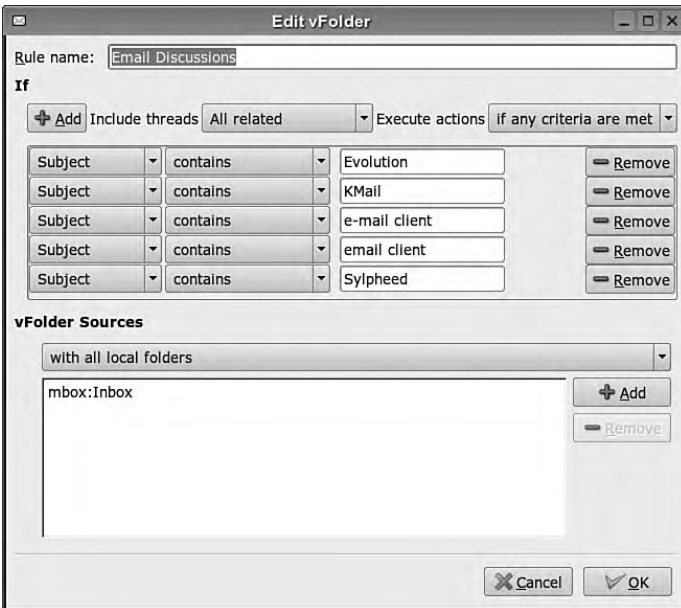 Edit vFolder
Rule name: Email Discussions
If
Add Include threads All related Execute actions if any criteria are met
Subject contains Evolution Remove
Subject contains KMail Remove
Subject contains e-mail client Remove
Subject contains email client Remove
Subject contains Sylpheed Remove
vFolder Sources
with all local folders
mbox:Inbox Add
Remove
Cancel OK